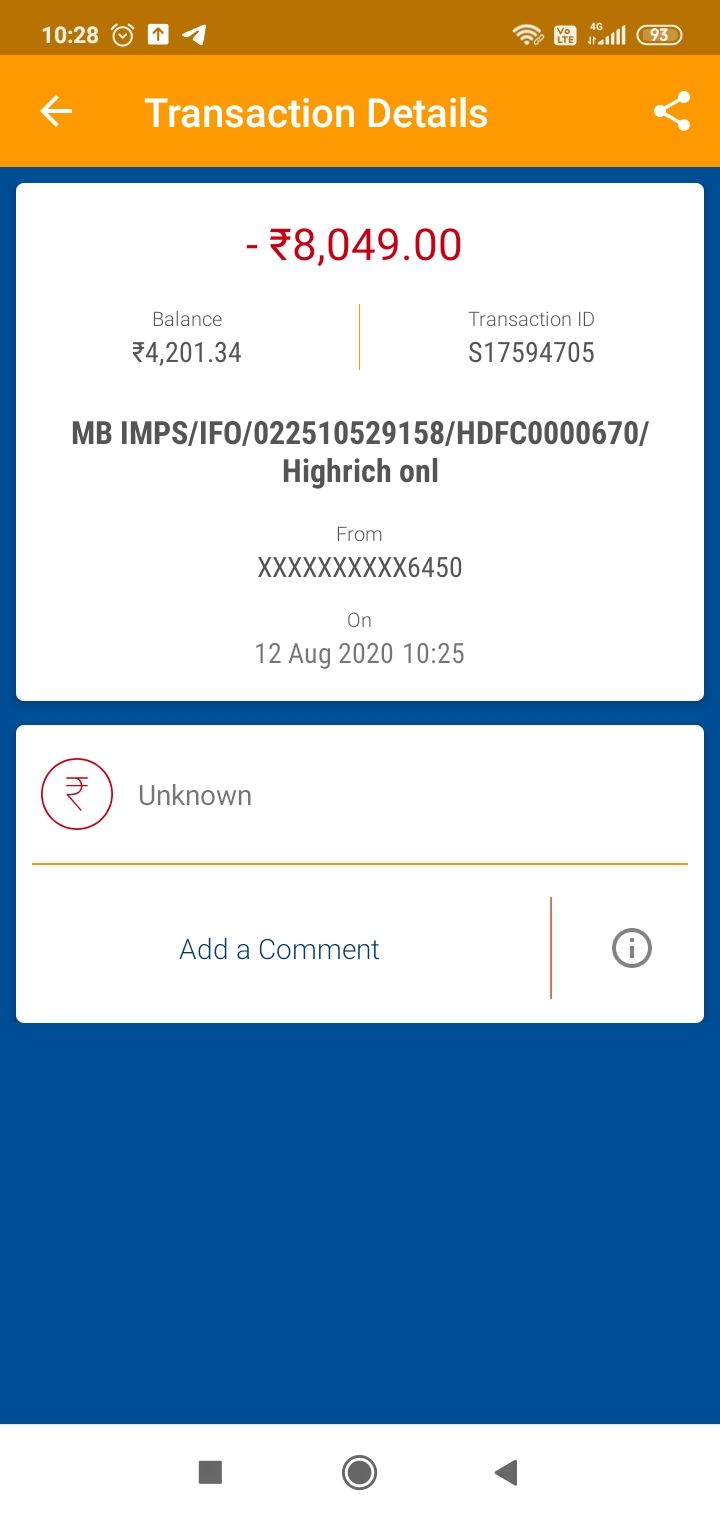 10:28
Vo LTE 4G 93
Transaction Details
- ₹8,049.00
Balance
₹4,201.34
Transaction ID
S17594705
MB IMPS/IFO/022510529158/HDFC0000670/
Highrich onl
From
XXXXXXXXXX6450
On
12 Aug 2020 10:25
₹ Unknown
Add a Comment